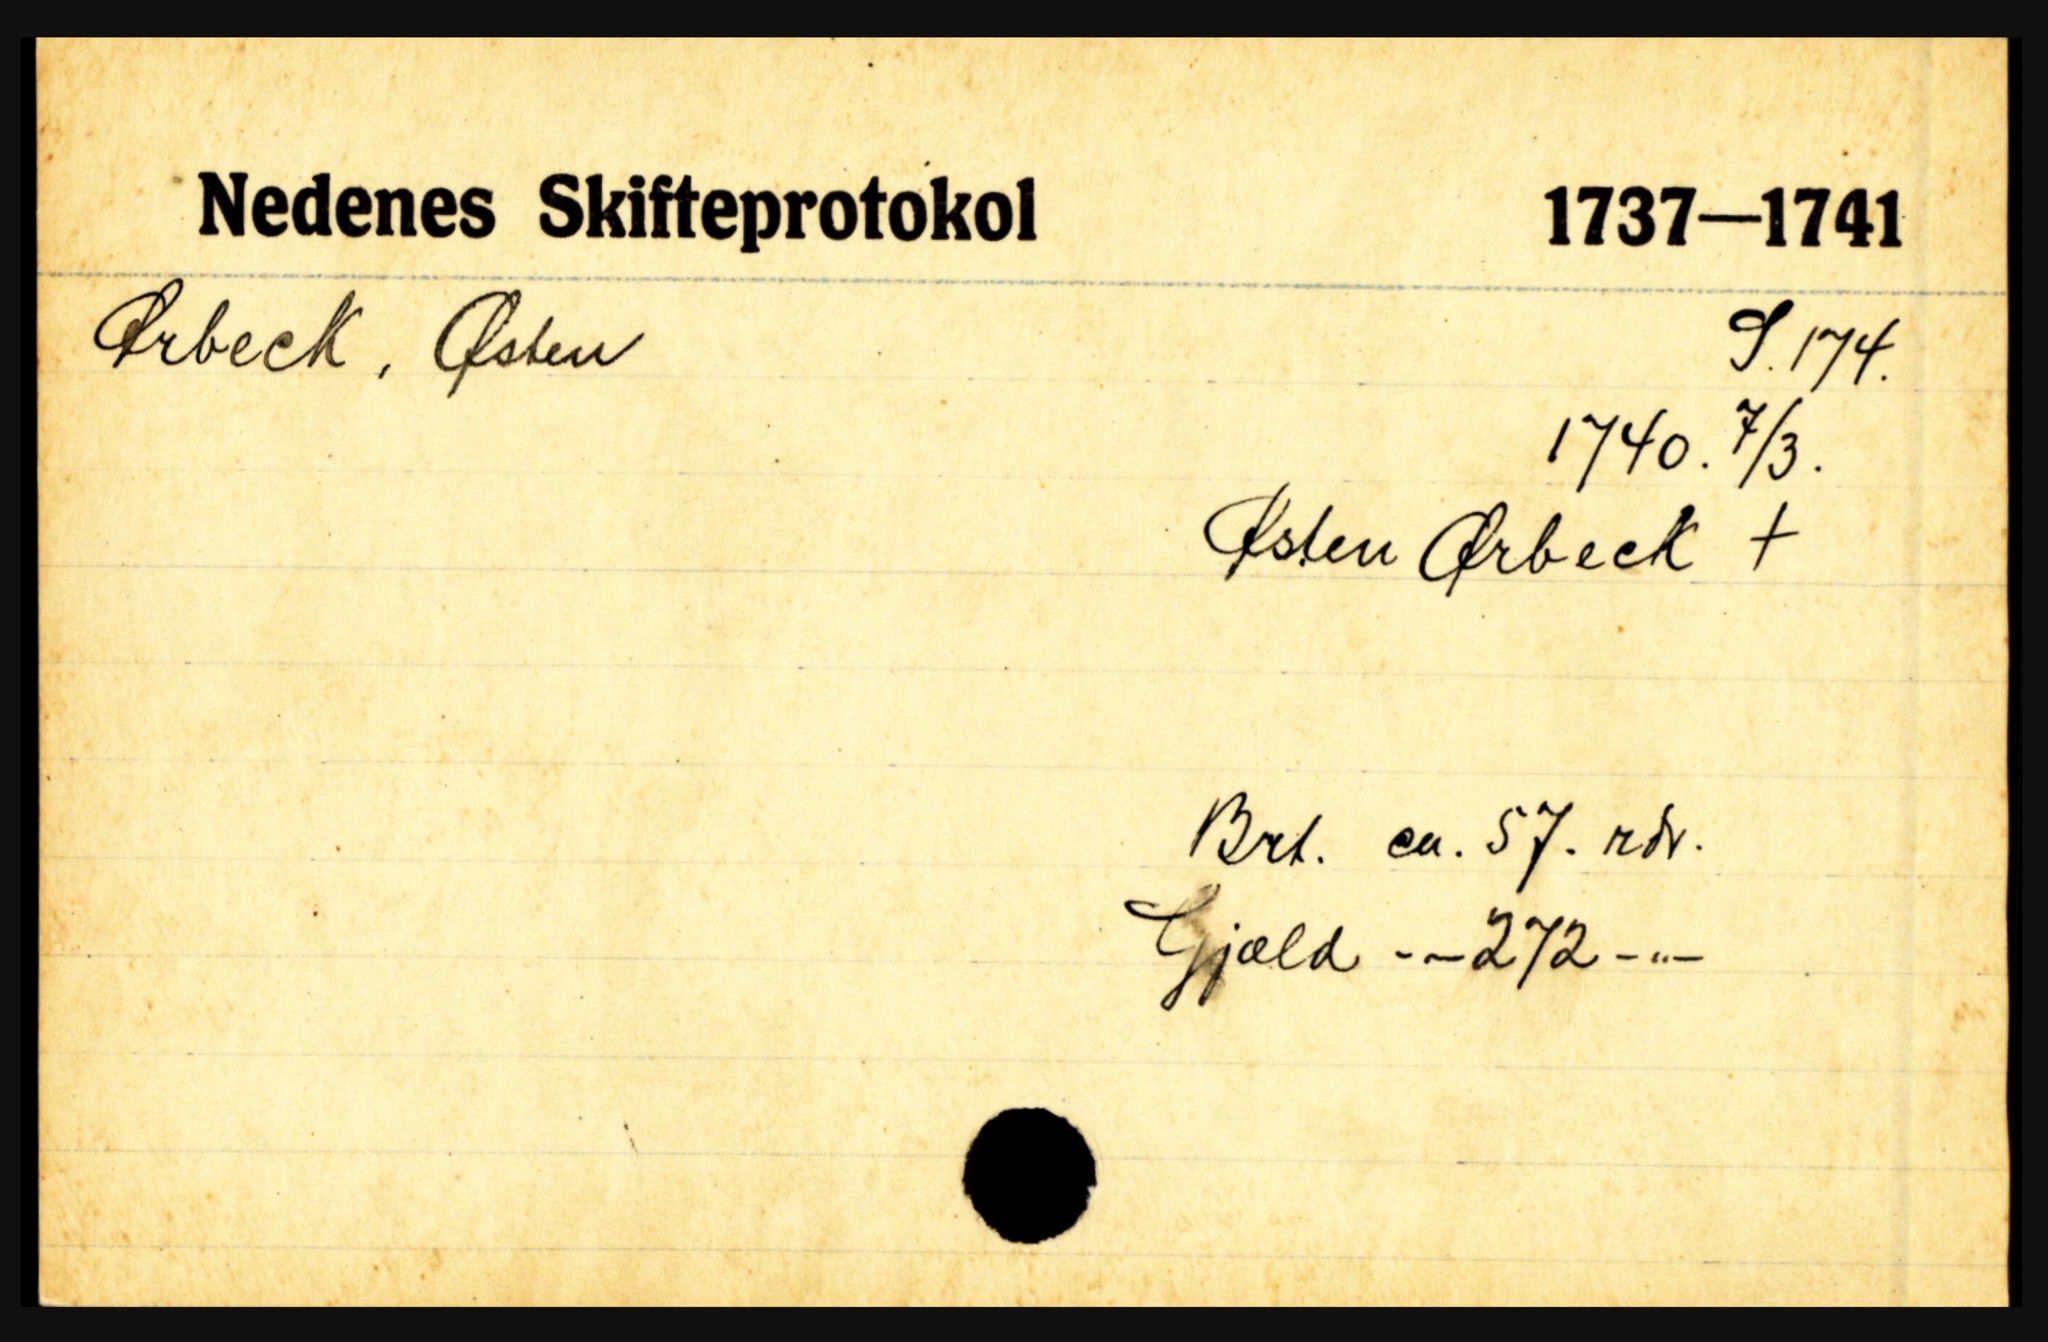 Nedenes Skifteprotokol 1737—1741
Ørbeck, Østen S. 174.
1740. 7/3.
Østen Ørbeck †
Brt. ca. 57. rdr.
Gjæld -–272 -"-